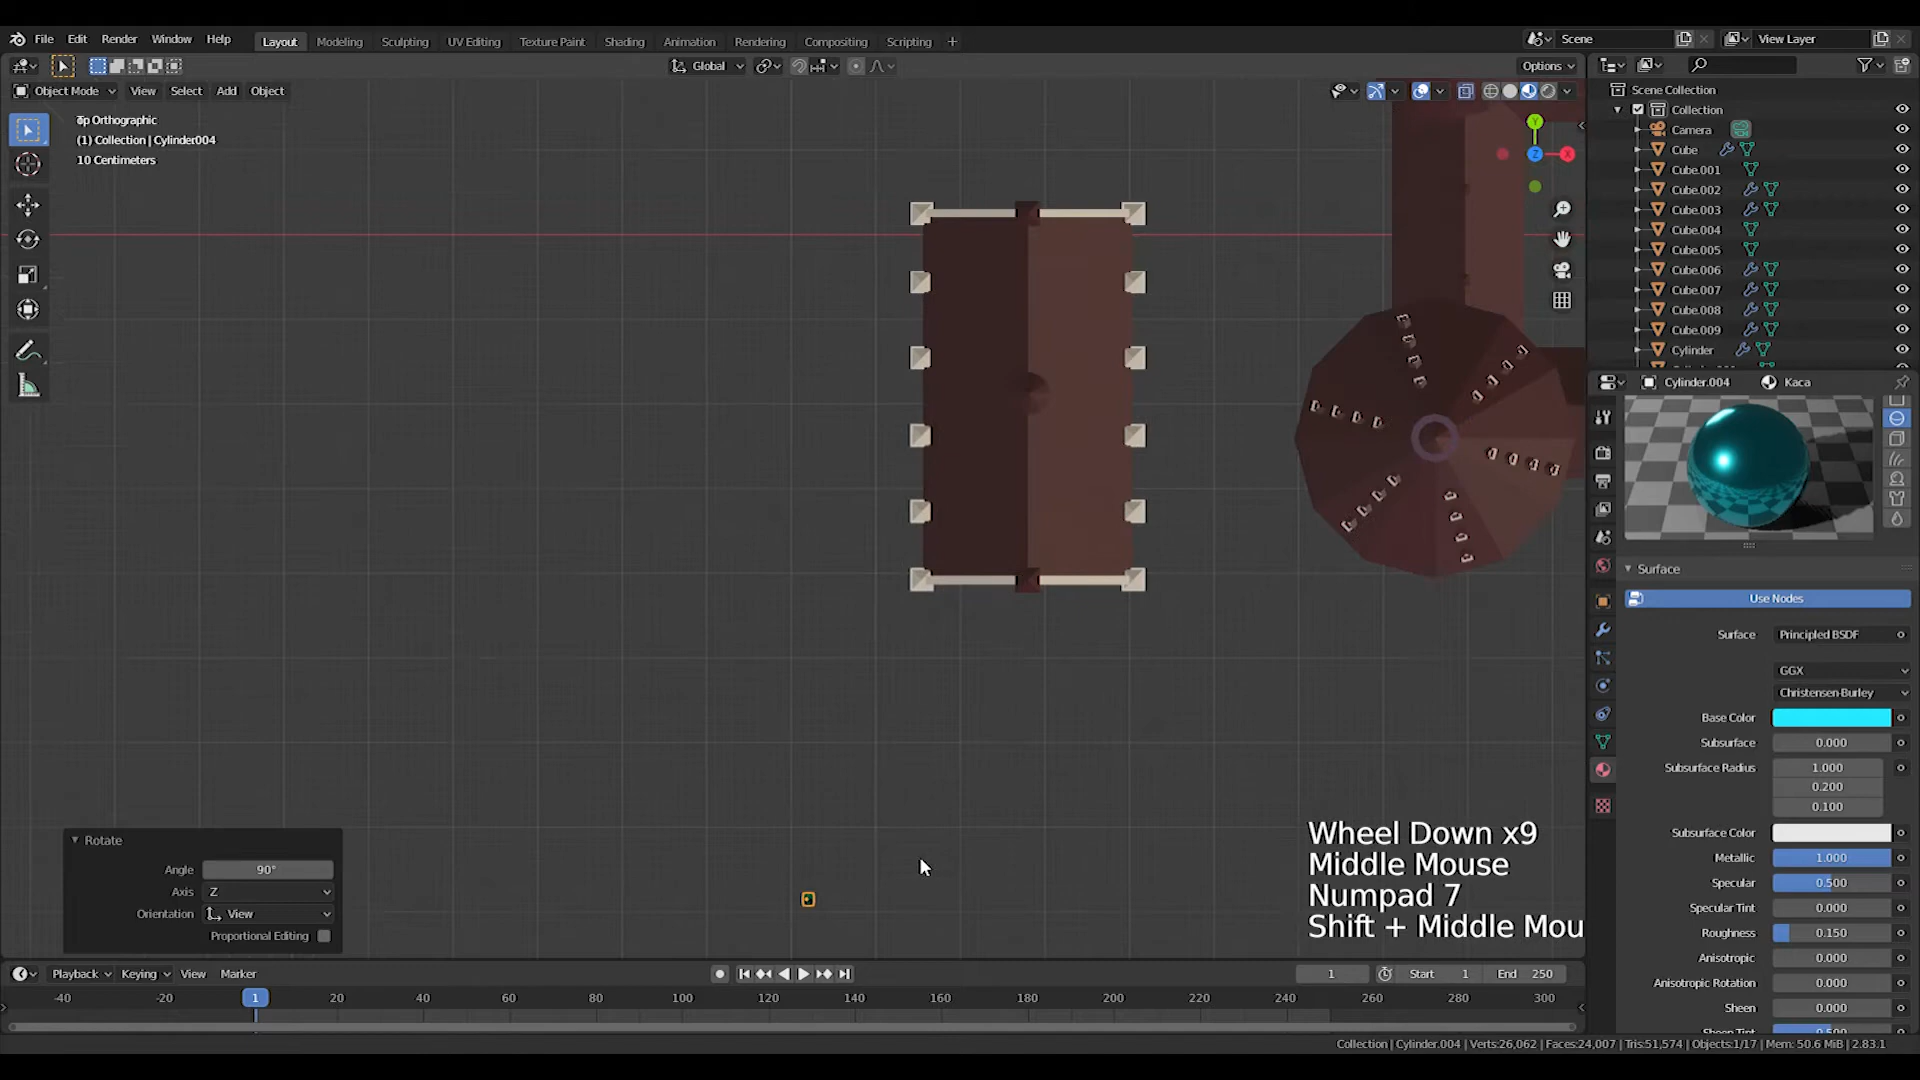 File Edit Render Window Help
Layout Modeling Sculpting UV Editing Texture Paint Shading Animation Rendering Compositing Scripting +
Scene
View Layer
Global
Options
Object Mode View Select Add Object
Top Orthographic
(1) Collection | Cylinder004
10 Centimeters
Y
Z
X
Scene Collection
Collection
Camera
Cube
Cube.001
Cube.002
Cube.003
Cube.004
Cube.005
Cube.006
Cube.007
Cube.008
Cube.009
Cylinder
Cylinder.004
Kaca
Surface
Use Nodes
Surface Principled BSDF
GGX
Christensen-Burley
Base Color
Subsurface 0.000
Subsurface Radius 1.000
0.200
0.100
Subsurface Color
Metallic 1.000
Specular 0.500
Specular Tint 0.000
Roughness 0.150
Anisotropic 0.000
Anisotropic Rotation 0.000
Sheen 0.000
Sheen Tint 0.500
Rotate
Angle 90°
Axis Z
Orientation View
Proportional Editing
Wheel Down x9
Middle Mouse
Numpad 7
Shift + Middle Mou
Playback Keying View Marker
1
Start 1
End 250
-40 -20 1 20 40 60 80 100 120 140 160 180 200 220 240 260 280 300
Collection | Cylinder.004 | Verts:26,062 | Faces:24,007 | Tris:51,574 | Objects:1/17 | Mem: 50.6 MiB | 2.83.1